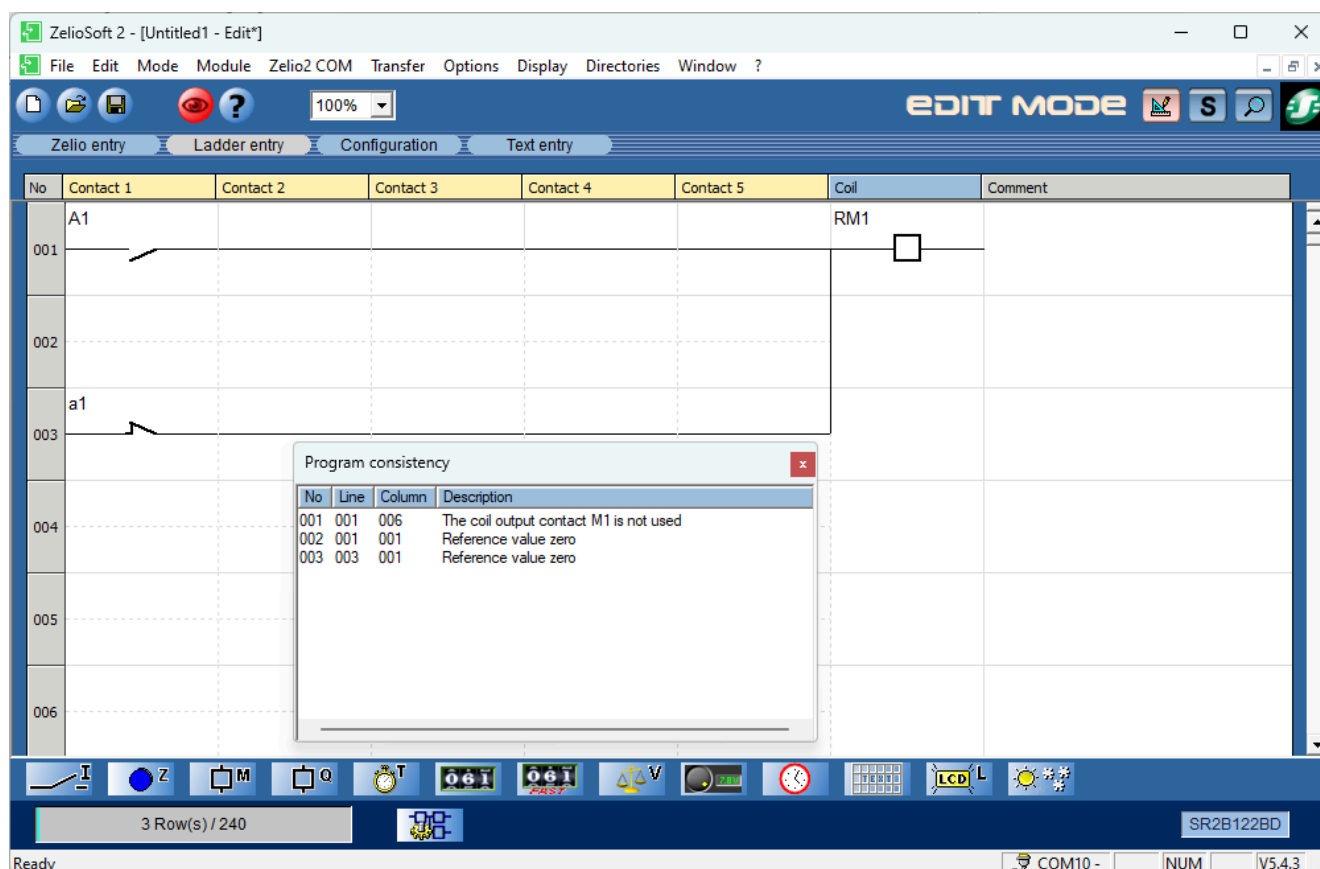 ZelioSoft 2 - [Untitled1 - Edit*]
File Edit Mode Module Zelio2 COM Transfer Options Display Directories Window ?
? 100% EDIT MODE S
Zelio entry Ladder entry Configuration Text entry
No Contact 1 Contact 2 Contact 3 Contact 4 Contact 5 Coil Comment
A1 RM1
001
002
a1
003
Program consistency
No Line Column Description
001 001 006 The coil output contact M1 is not used
002 001 001 Reference value zero
003 003 001 Reference value zero
004
005
006
I Z M Q T 061 061 FAST V TEXT LCD L
3 Row(s) / 240 SR2B122BD
Ready COM10 - NUM V5.4.3